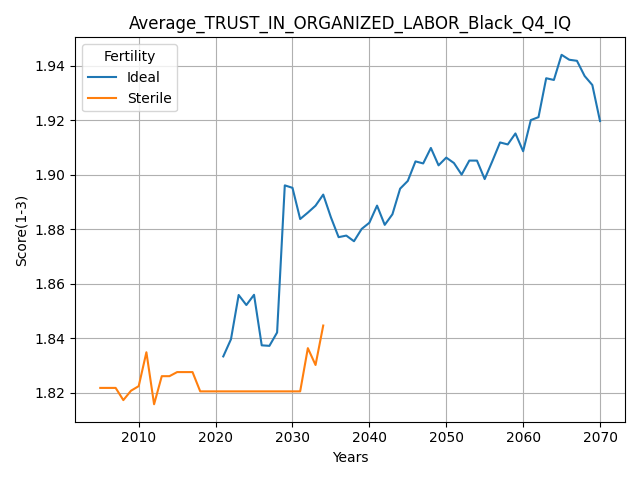 Average_TRUST_IN_ORGANIZED_LABOR_Black_Q4_IQ
Fertility
Ideal
Sterile
Score(1-3)
1.94
1.92
1.90
1.88
1.86
1.84
1.82
2010 2020 2030 2040 2050 2060 2070
Years